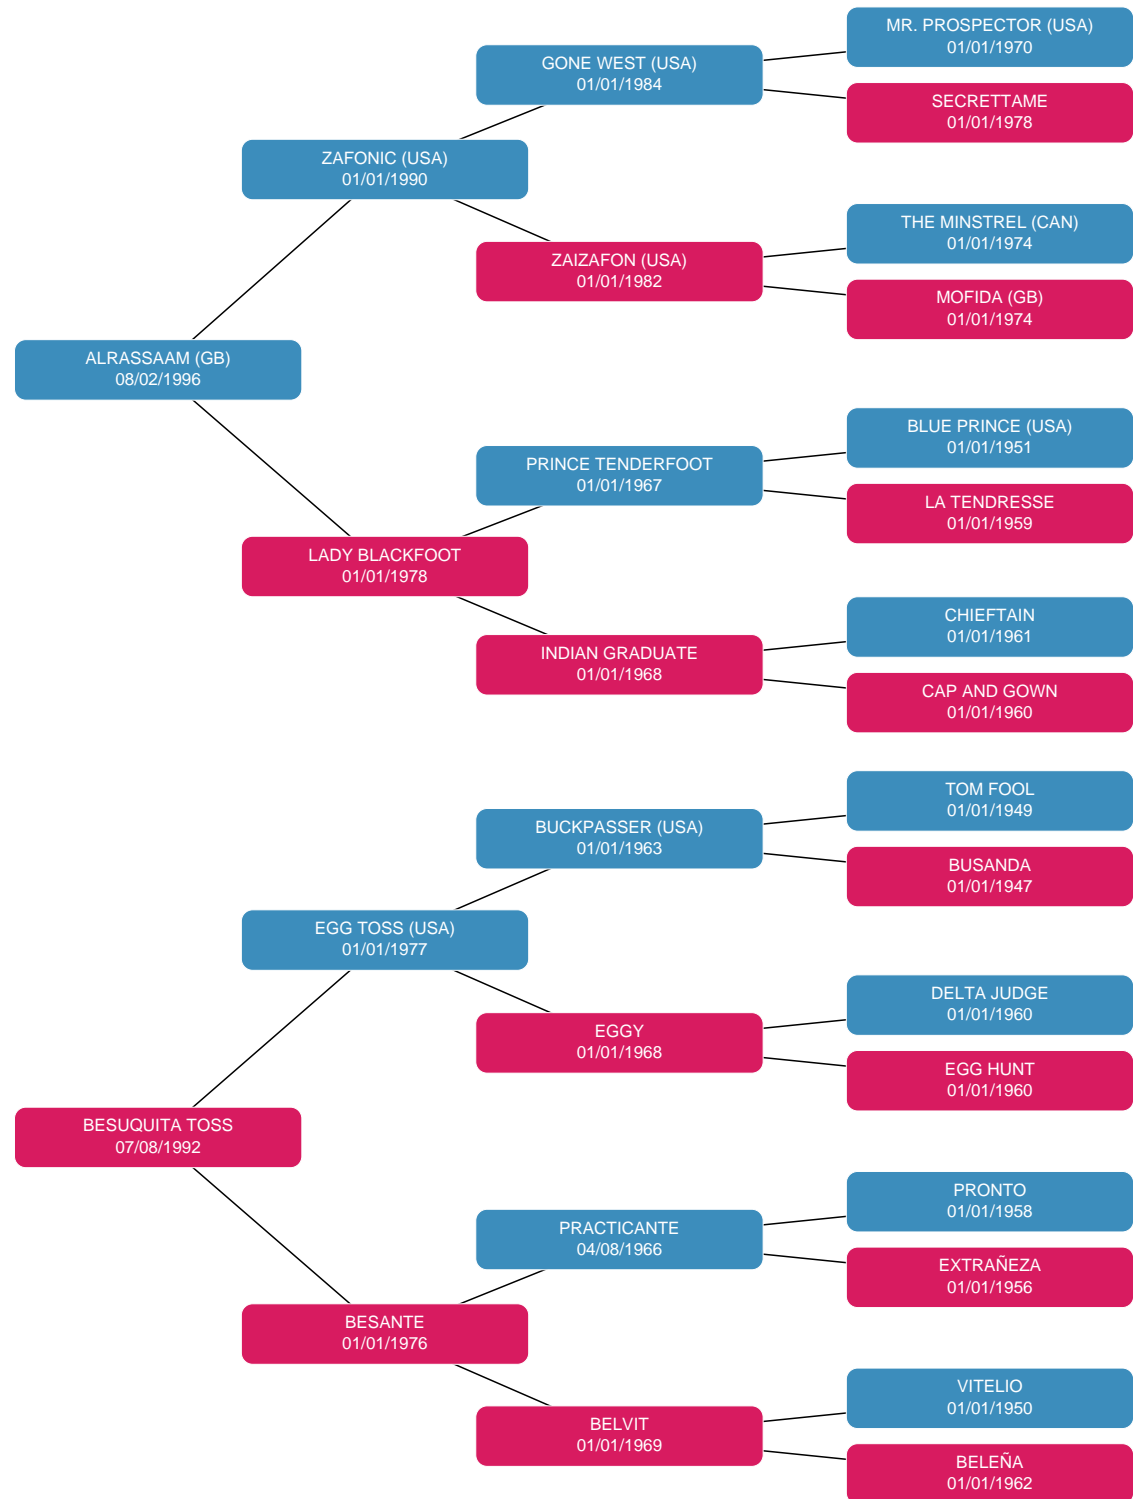 MR. PROSPECTOR (USA)
01/01/1970
GONE WEST (USA)
01/01/1984
SECRETTAME
01/01/1978
ZAFONIC (USA)
01/01/1990
THE MINSTREL (CAN)
01/01/1974
ZAIZAFON (USA)
01/01/1982
MOFIDA (GB)
01/01/1974
ALRASSAAM (GB)
08/02/1996
BLUE PRINCE (USA)
01/01/1951
PRINCE TENDERFOOT
01/01/1967
LA TENDRESSE
01/01/1959
LADY BLACKFOOT
01/01/1978
CHIEFTAIN
01/01/1961
INDIAN GRADUATE
01/01/1968
CAP AND GOWN
01/01/1960
TOM FOOL
01/01/1949
BUCKPASSER (USA)
01/01/1963
BUSANDA
01/01/1947
EGG TOSS (USA)
01/01/1977
DELTA JUDGE
01/01/1960
EGGY
01/01/1968
EGG HUNT
01/01/1960
BESUQUITA TOSS
07/08/1992
PRONTO
01/01/1958
PRACTICANTE
04/08/1966
EXTRAÑEZA
01/01/1956
BESANTE
01/01/1976
VITELIO
01/01/1950
BELVIT
01/01/1969
BELEÑA
01/01/1962